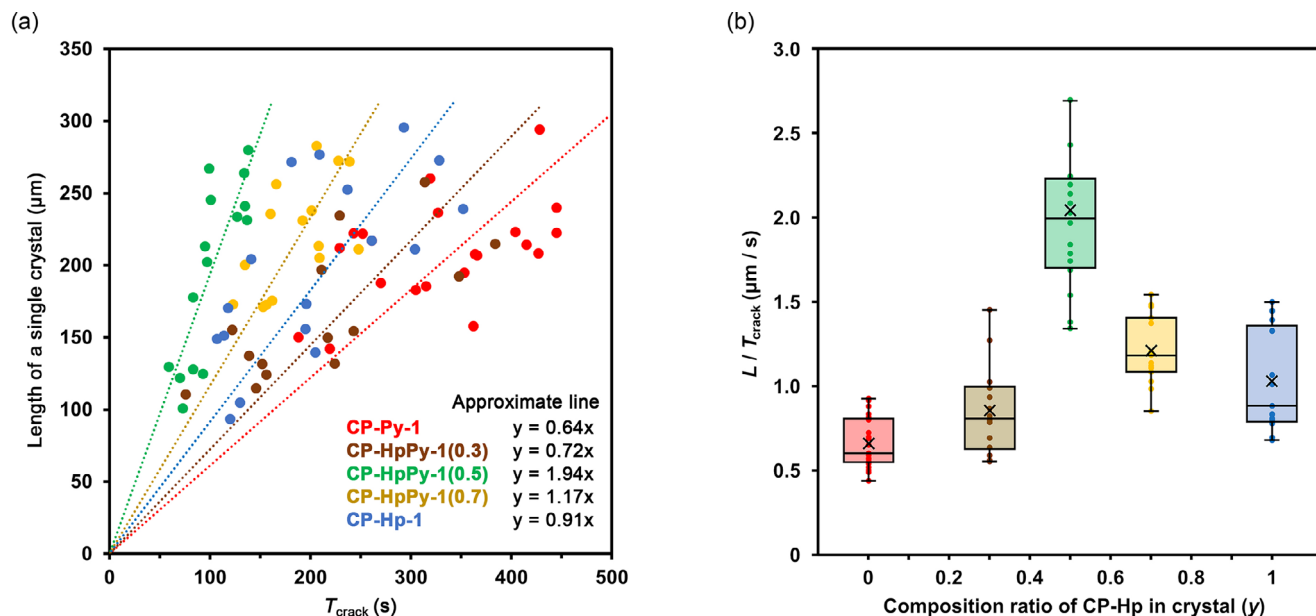 (a)
350
300
250
200
150
100
50
0
Length of a single crystal (µm)
0 100 200 300 400 500
Tcrack (s)
Approximate line
CP-Py-1 y = 0.64x
CP-HpPy-1(0.3) y = 0.72x
CP-HpPy-1(0.5) y = 1.94x
CP-HpPy-1(0.7) y = 1.17x
CP-Hp-1 y = 0.91x
(b)
3.0
2.5
2.0
1.5
1.0
0.5
0
L / Tcrack (µm / s)
0 0.2 0.4 0.6 0.8 1
Composition ratio of CP-Hp in crystal (y)